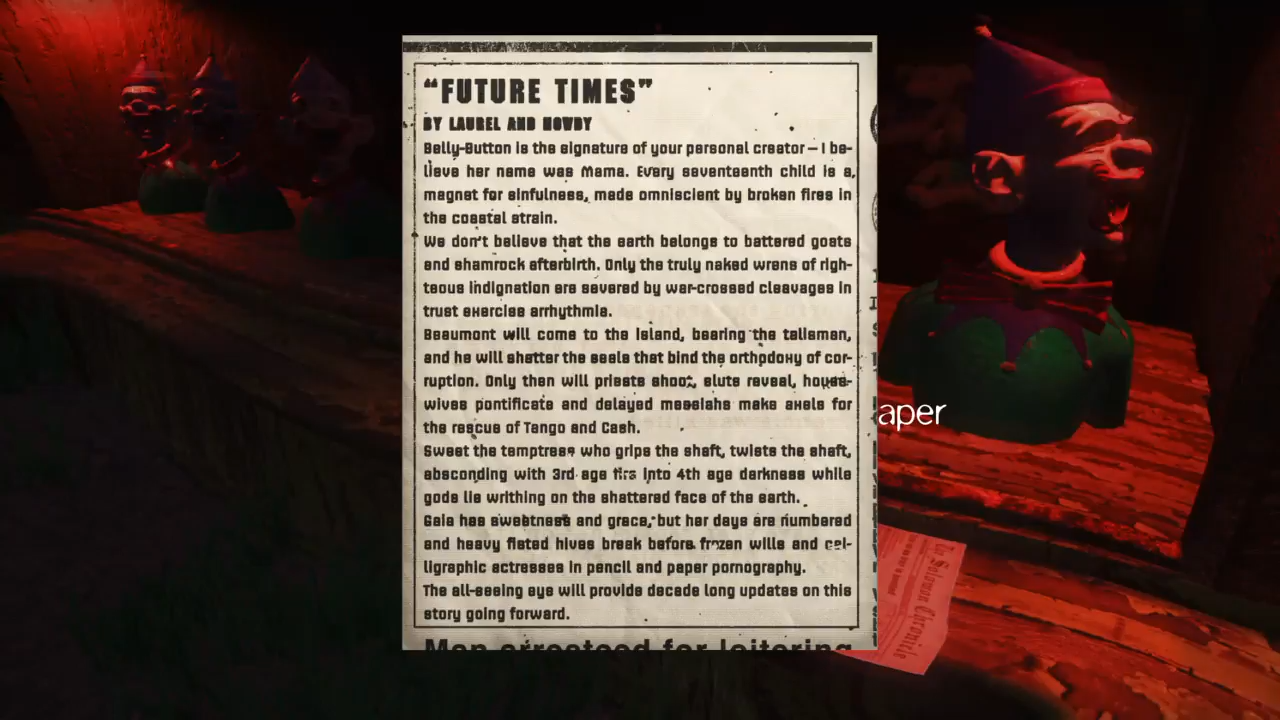 “FUTURE TIMES”
BY LAUREL AND HOWDY
Belly-Button is the signature of your personal creator – I be-
lieve her name was Mama. Every seventeenth child is a
magnet for sinfulness, made omniscient by broken fires in
the coastal strain.
We don't believe that the earth belongs to battered goats
and shamrock afterbirth. Only the truly naked wrens of righ-
teous indignation are severed by war-crossed cleavages in
trust exercise arrhythmia.
Beaumont will come to the island, bearing the talisman,
and he will shatter the seals that bind the orthpdoxy of cor-
ruption. Only then will priests shoot, sluts reveal, house-
wives pontificate and delayed messiahs make axels for
the rescue of Tango and Cash.
Sweet the temptress who grips the shaft, twists the shaft,
absconding with 3rd age fire into 4th age darkness while
gods lie writhing on the shattered face of the earth.
Gaia has sweetness and grace, but her days are numbered
and heavy fisted hives break before frozen wills and cal-
ligraphic actresses in pencil and paper pornography.
The all-seeing eye will provide decade long updates on this
story going forward.
Man arrested for loitering
aper
The Solomon Chronicle